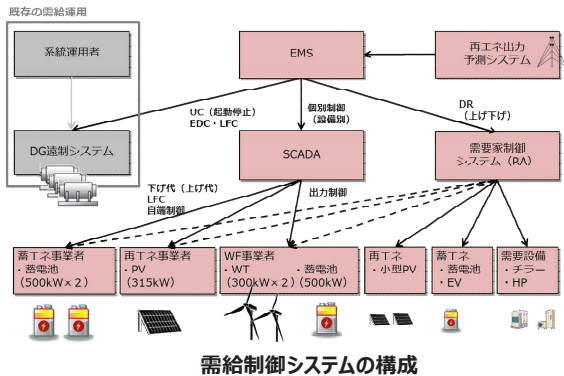 既存の需給運用
系統運用者
EMS
再エネ出力
予測システム
UC（起動停止）
EDC・LFC
個別制御
（設備別）
DR
（上げ下げ）
DG遠制システム
SCADA
需要家制御
システム（RA）
下げ代（上げ代）
LFC
自端制御
出力制御
蓄エネ事業者
・蓄電池
（500kW×2）
再エネ事業者
・PV
（315kW）
WF事業者
・WT　　・蓄電池
（300kW×2）（500kW）
再エネ
・小型PV
蓄エネ
・蓄電池
・EV
需要設備
・チラー
・HP
需給制御システムの構成